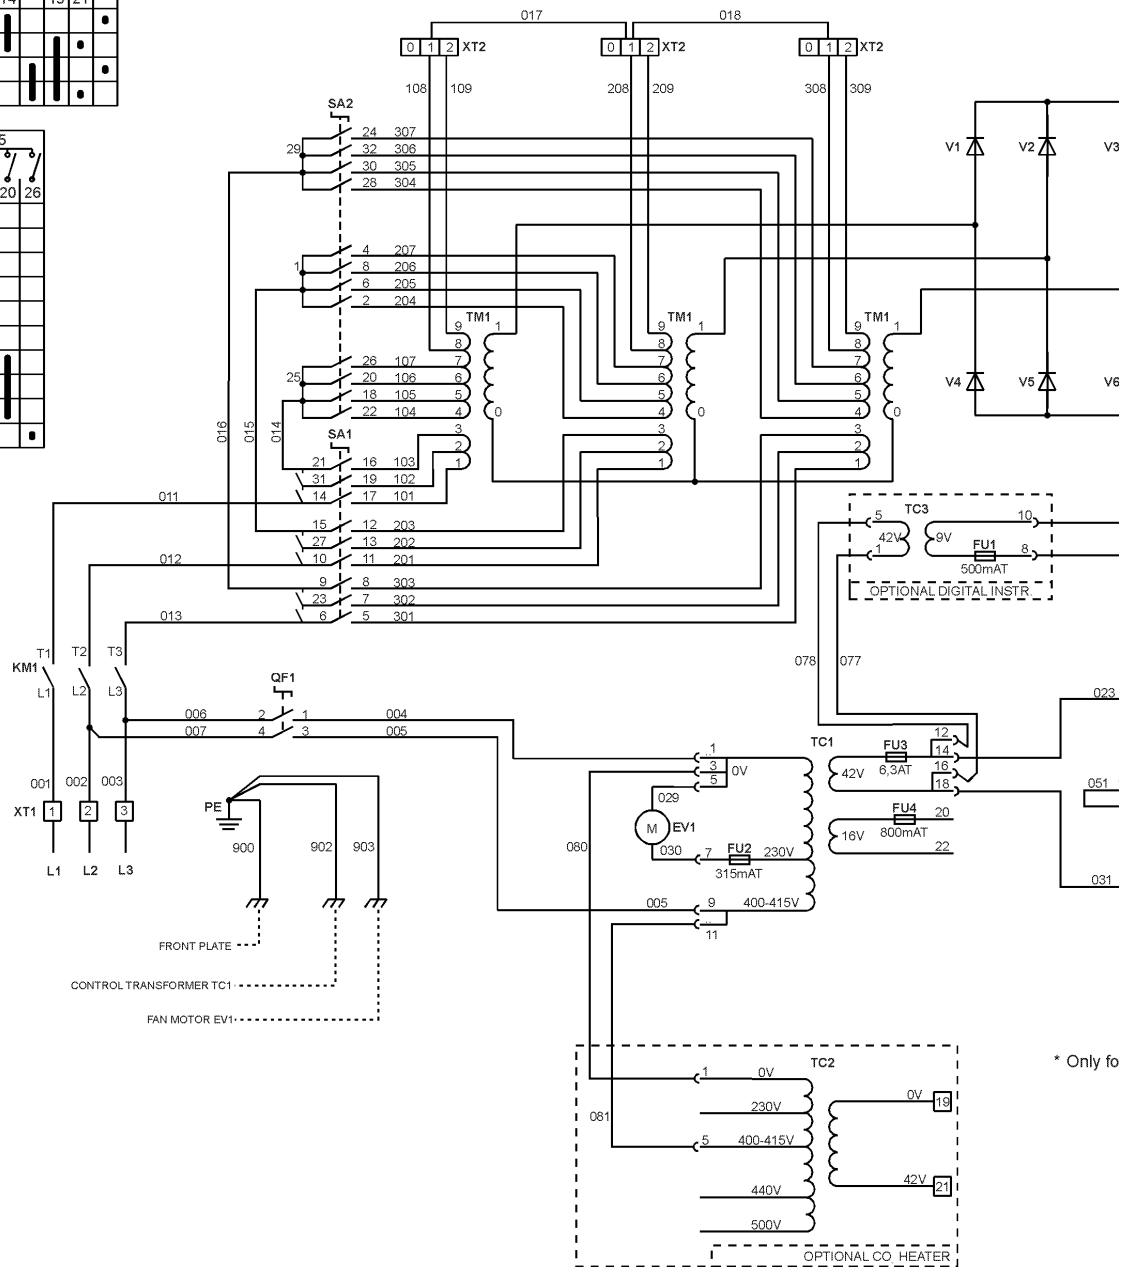 14 19 21
5
20 26
017 018
0 1 2 XT2 0 1 2 XT2 0 1 2 XT2
108 109 208 209 308 309
SA2
24 307
29 32 306
30 305
28 304
V1 V2 V3
4 207
1 8 206
6 205
2 204
TM1 TM1 TM1
9 1 9 1 9 1
8 8 8
26 107 7 7 7
25 20 106 6 6 6
18 105 5 5 5
22 104 4 0 4 0 4 0
V4 V5 V6
016 015 014
SA1
3 3 3
21 16 103 2 2 2
31 19 102 1 1 1
011 14 17 101
15 12 203
27 13 202
012 10 11 201
9 8 303
23 7 302
013 6 5 301
TC3
5 42V 9V 10
1 FU1 8
500mAT
OPTIONAL DIGITAL INSTR.
T1 T2 T3
KM1
L1 L2 L3
078 077
QF1
006 2 1 004
007 4 3 005
023
001 002 003
XT1 1 2 3
L1 L2 L3
PE
900 902 903
FRONT PLATE
CONTROL TRANSFORMER TC1
FAN MOTOR EV1
1 TC1 12
3 0V FU3 14
5 42V 6,3AT 16
029 18
M EV1 FU4 20
16V 800mAT
030 7 FU2 230V 22
315mAT
080
005 9 400-415V
11
051
031
* Only fo
TC2
1 0V 0V 19
230V
081
5 400-415V
440V 42V 21
500V
OPTIONAL CO HEATER